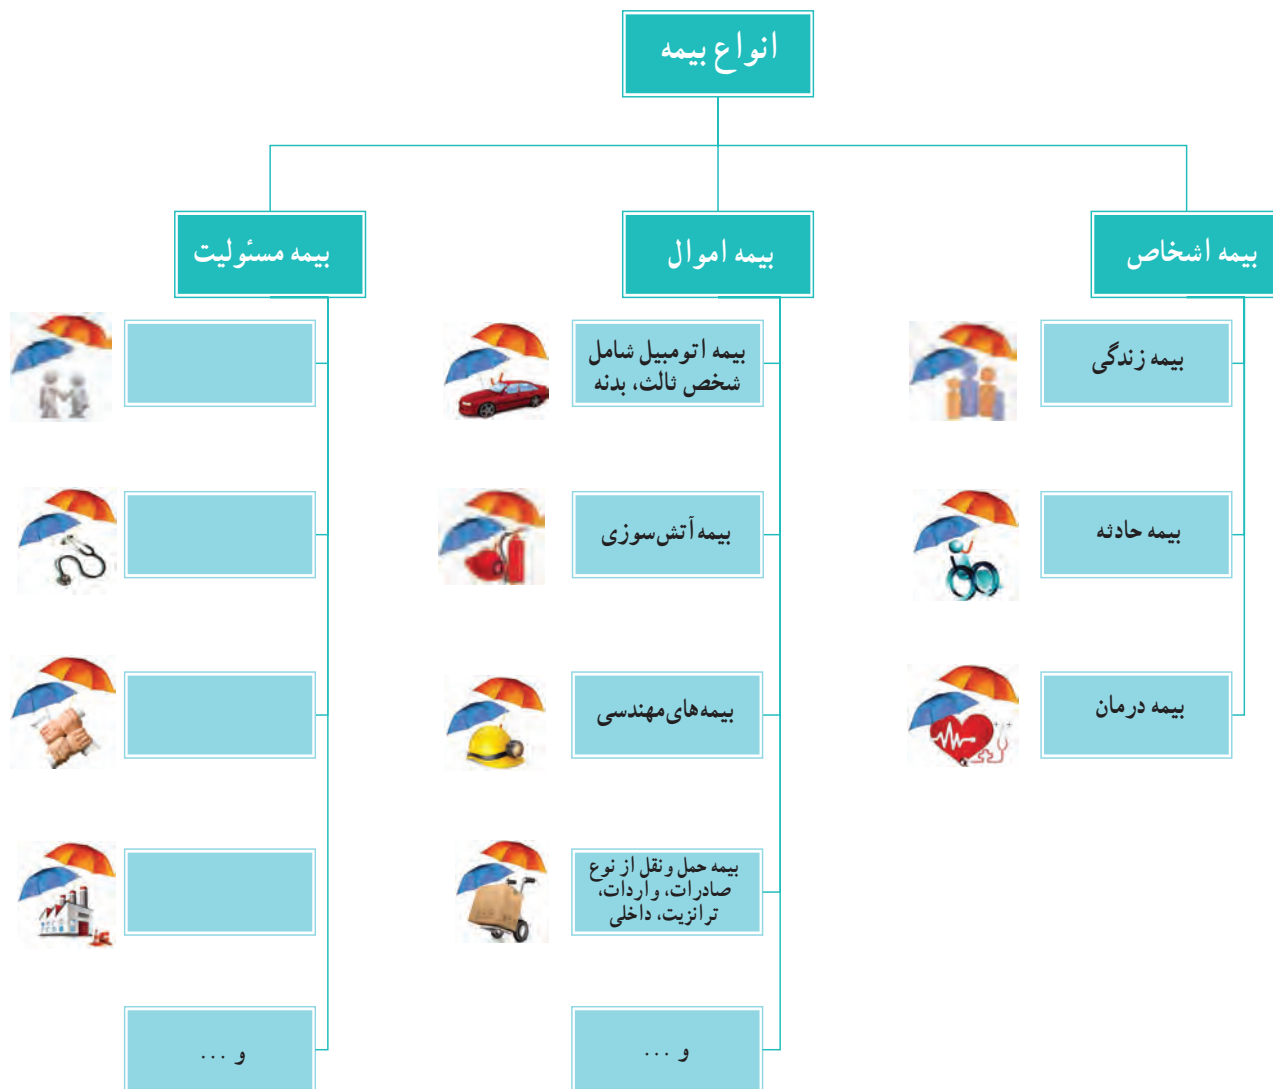 انواع بیمه
بیمه اشخاص
بیمه زندگی
بیمه حادثه
بیمه درمان
بیمه اموال
بیمه اتومبیل شامل
شخص ثالث، بدنه
بیمه آتش‌سوزی
بیمه‌های مهندسی
بیمه حمل و نقل از نوع
صادرات، واردات،
ترانزیت، داخلی
و ...
بیمه مسئولیت
و ...